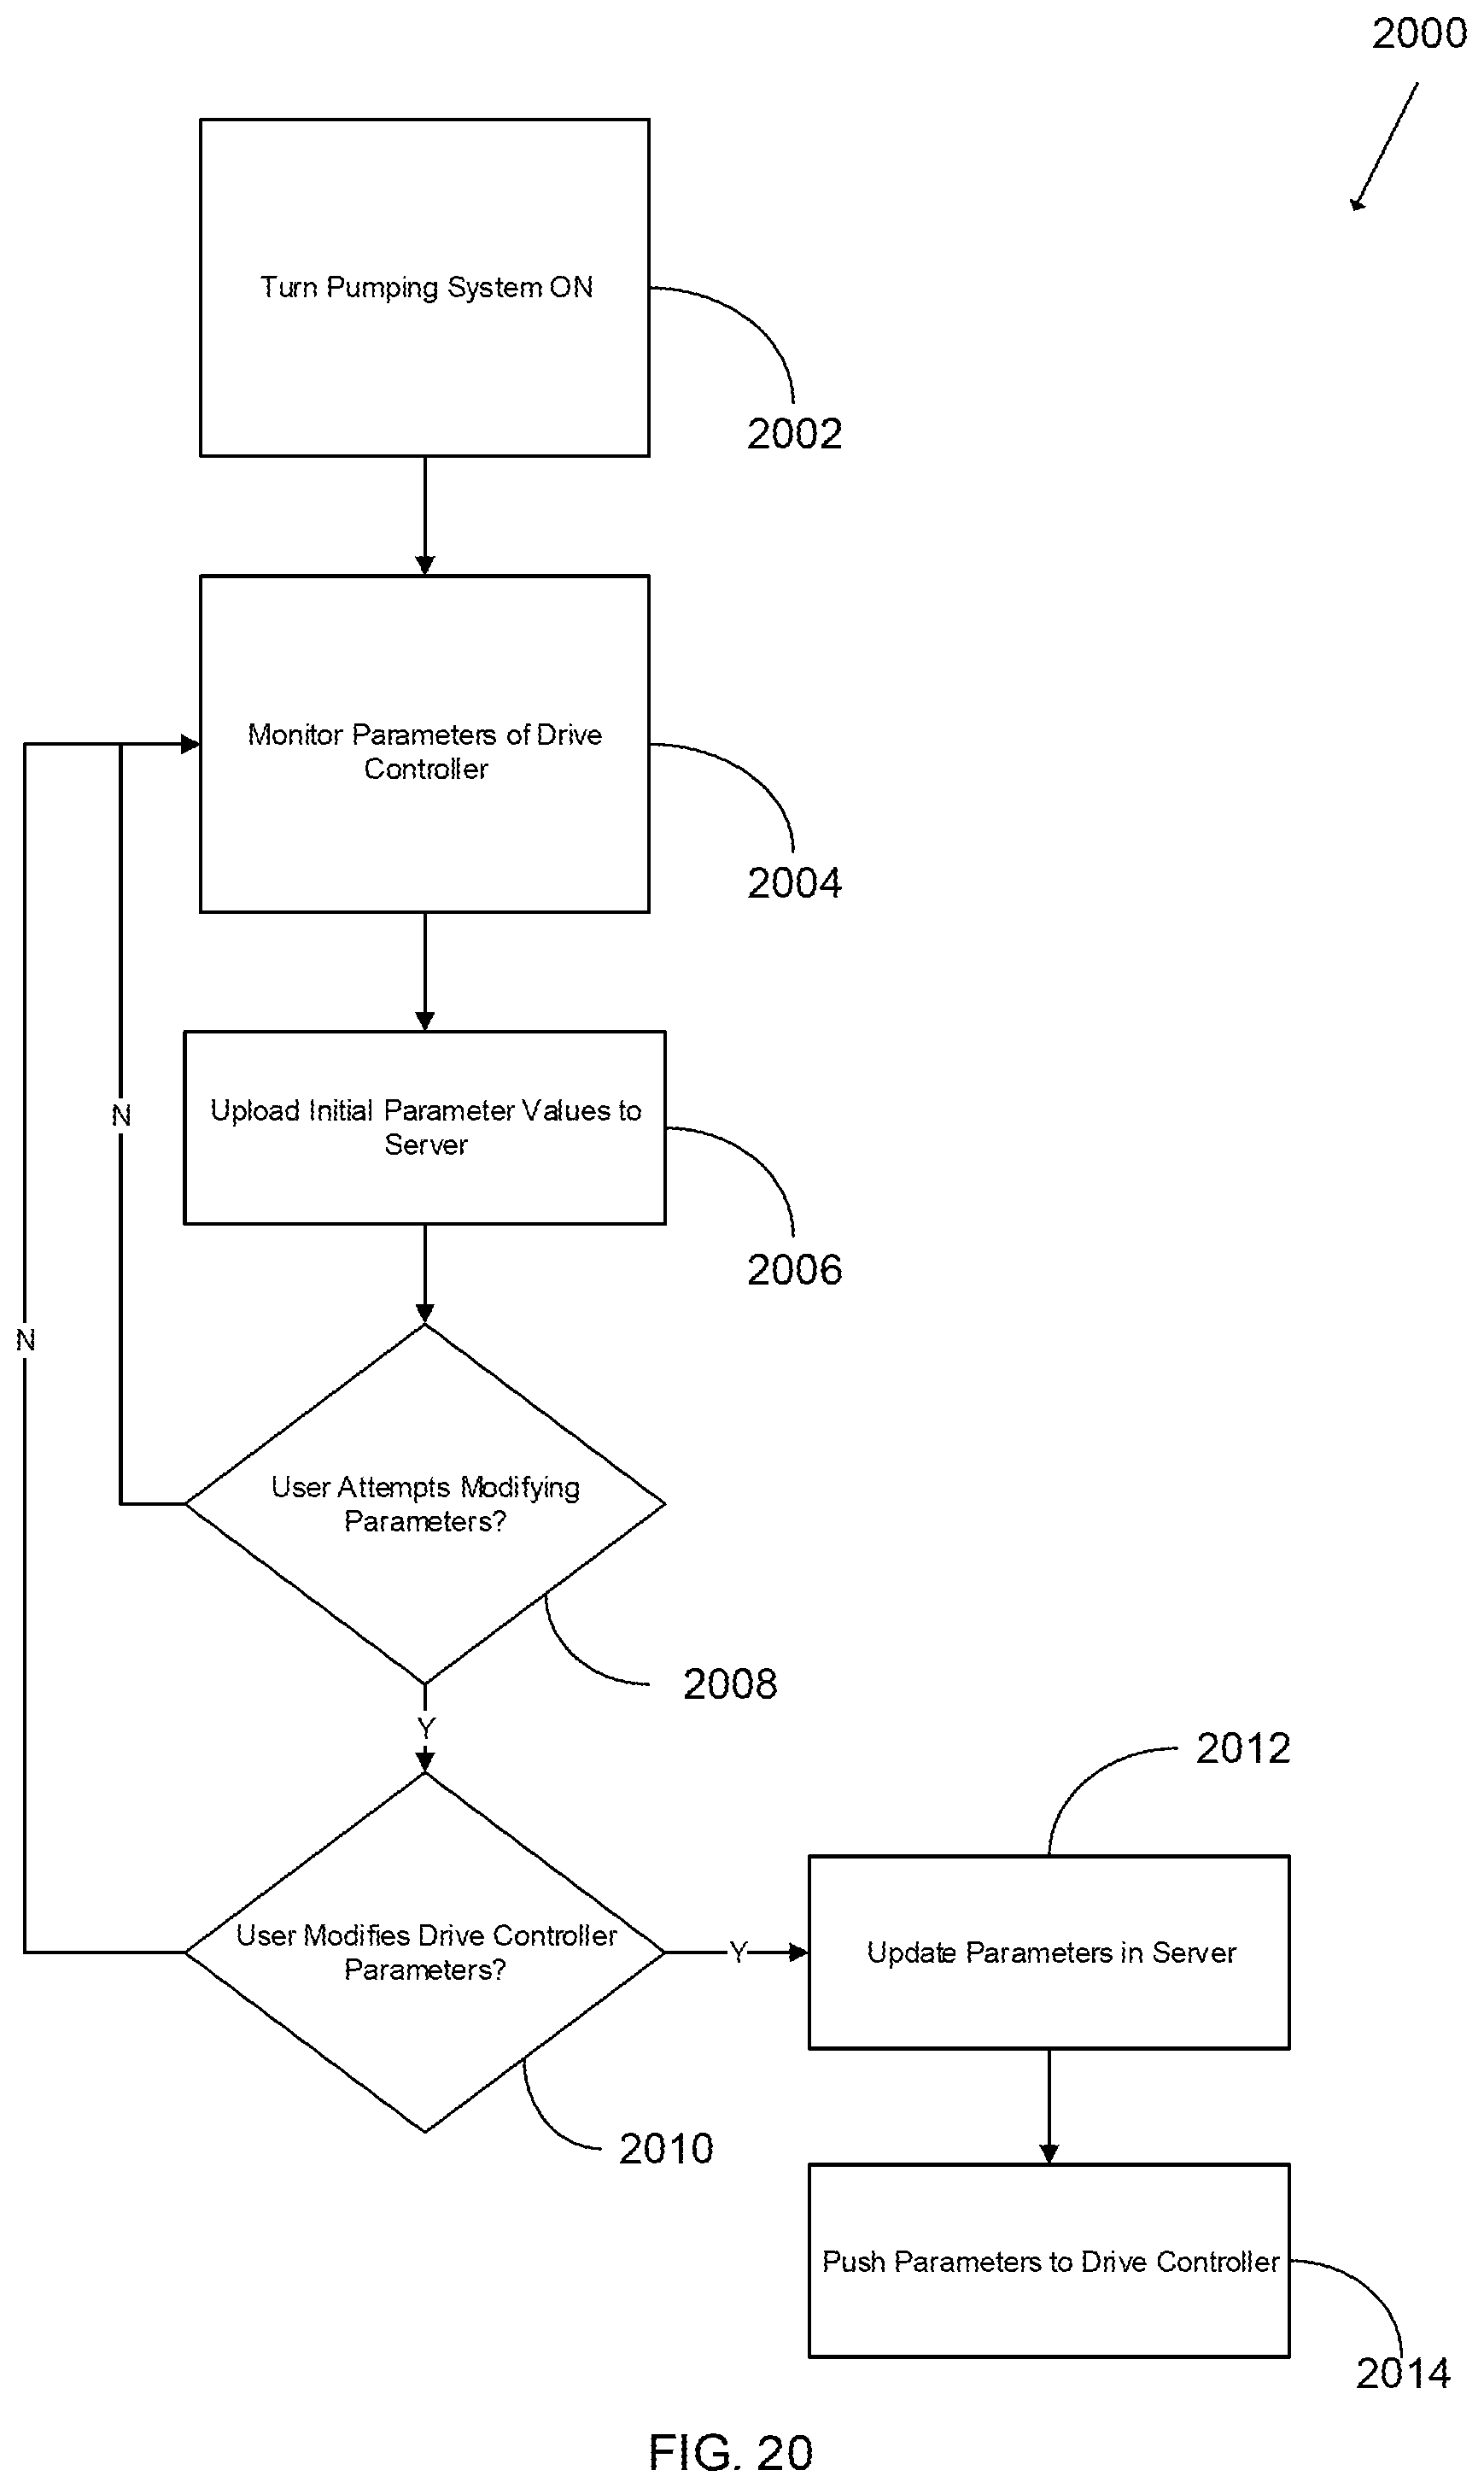 2000
Turn Pumping System ON
2002
Monitor Parameters of Drive
Controller
2004
Upload Initial Parameter Values to
Server
N
2006
N
User Attempts Modifying
Parameters?
2008
Y
2012
User Modifies Drive Controller
Parameters?
Y
Update Parameters in Server
2010
Push Parameters to Drive Controller
2014
FIG. 20